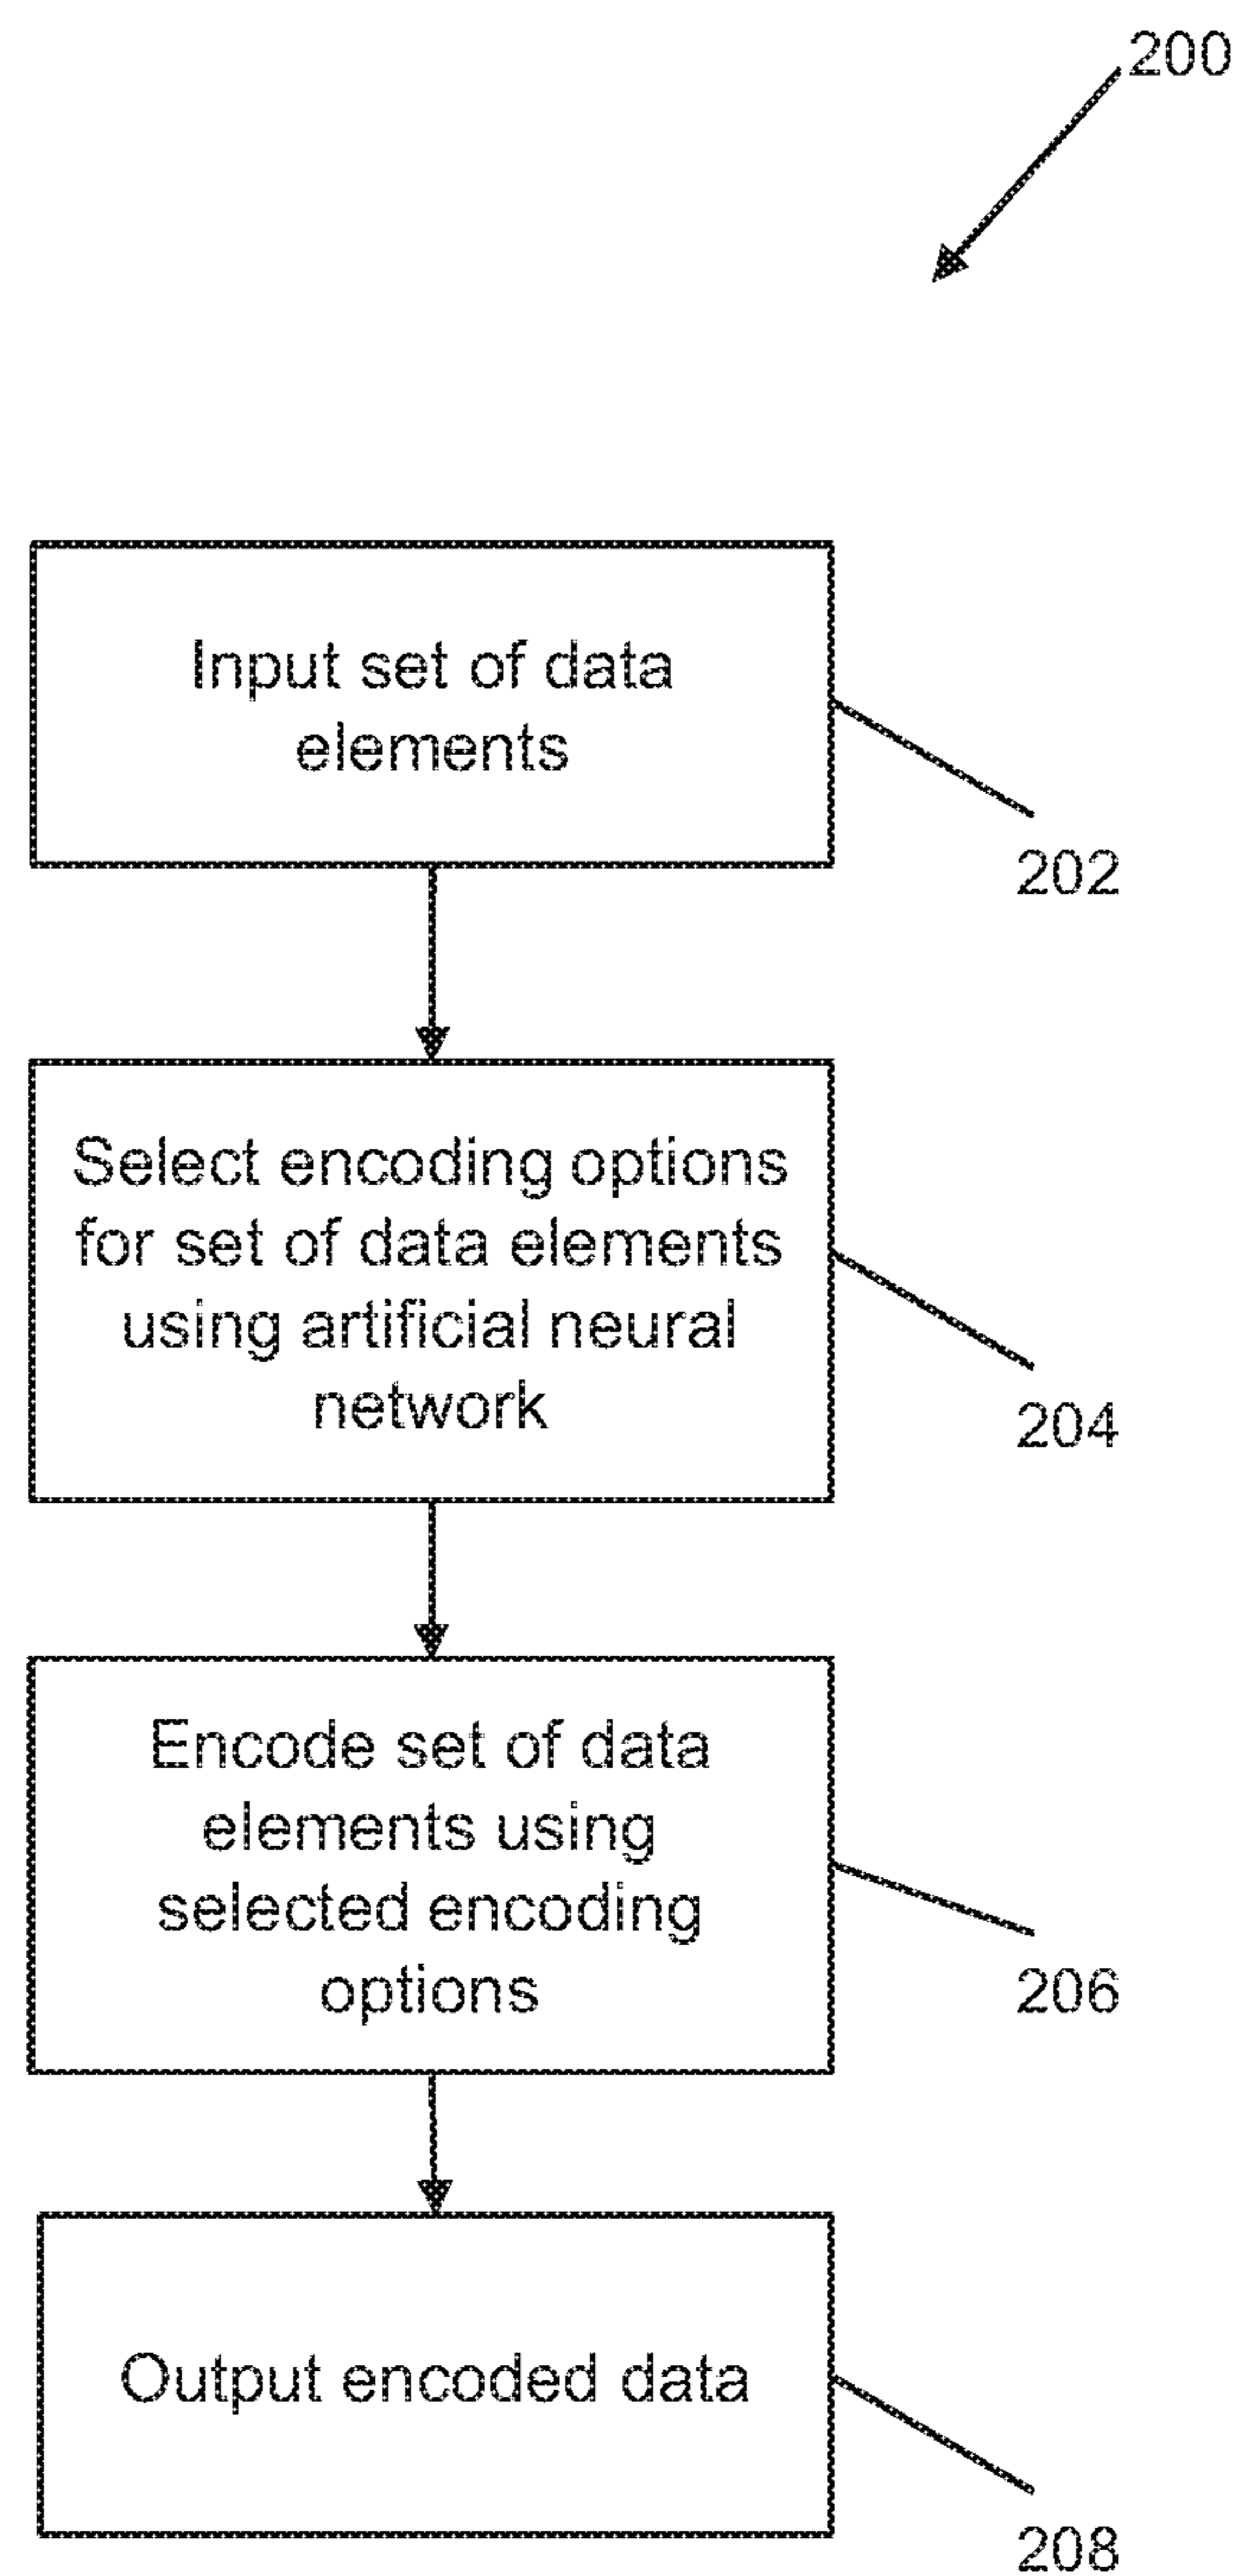 200
Input set of data
elements
202
Select encoding options
for set of data elements
using artificial neural
network
204
Encode set of data
elements using
selected encoding
options
206
Output encoded data
208